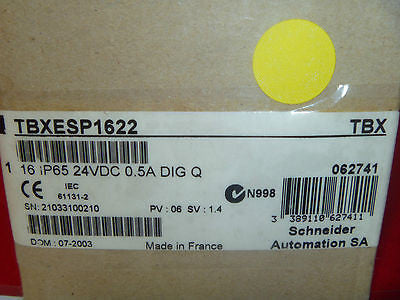 TBXESP1622 TBX
1 16 IP65 24VDC 0.5A DIG Q 062741
CE IEC 61131-2 N998
3 389110 627411
SN: 21033100210 PV : 06 SV : 1.4 Schneider
Automation SA
DOM : 07-2003 Made in France